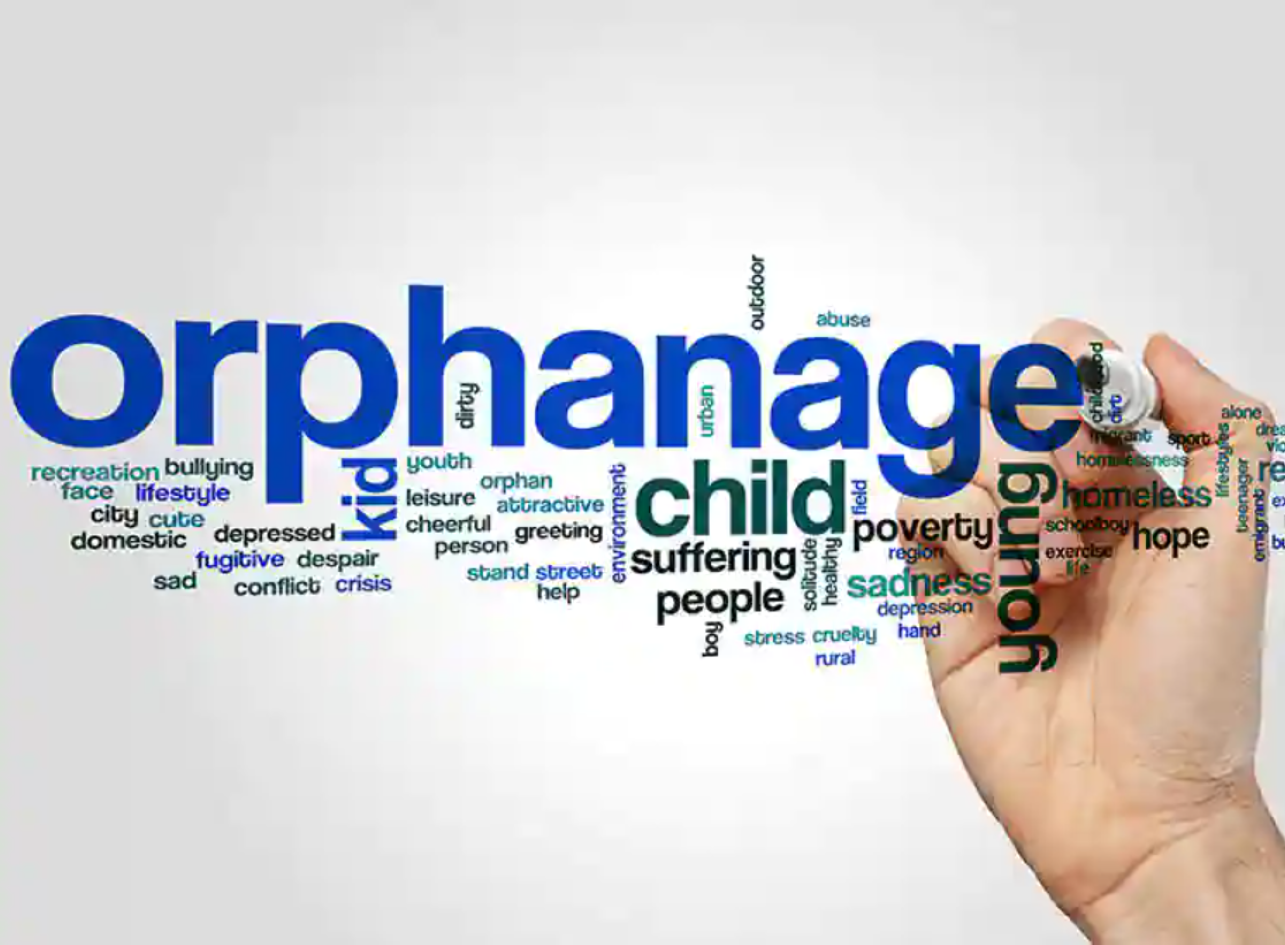 outdoor
abuse
orphanage
dirty
urban
childhood
dirt
alone
migrant
sport
recreation
bullying
kid
youth
orphan
environment
child
field
young
homelessness
lifestyles
face
lifestyle
leisure
attractive
homeless
teenager
city
cute
cheerful
greeting
poverty
schoolboy
hope
emigrant
domestic
depressed
person
suffering
region
exercise
fugitive
despair
stand
street
solitude
healthy
sadness
life
sad
conflict
crisis
help
people
depression
boy
stress
cruelty
hand
rural